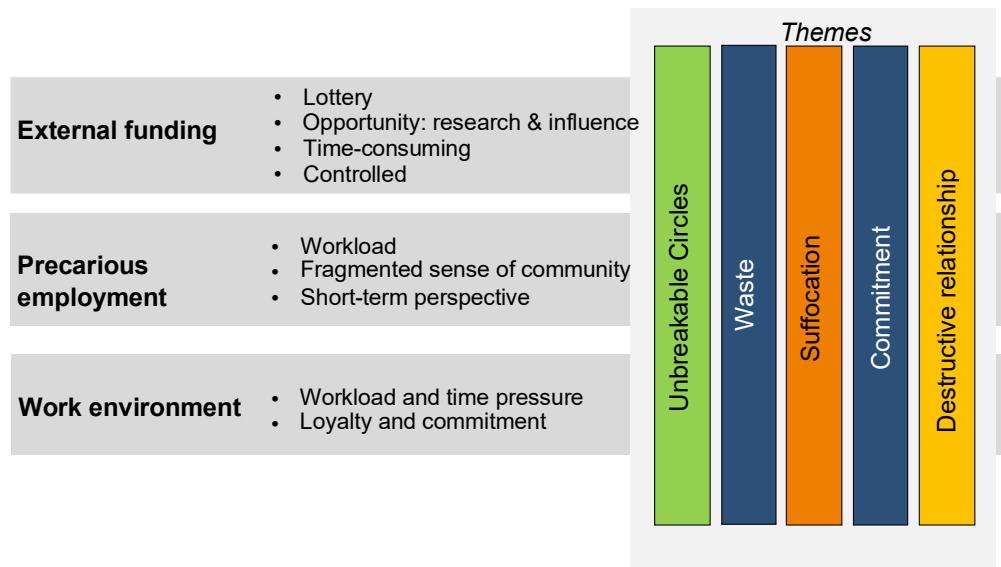 Themes
External funding
• Lottery
• Opportunity: research & influence
• Time-consuming
• Controlled
Precarious
employment
• Workload
• Fragmented sense of community
• Short-term perspective
Work environment
• Workload and time pressure
• Loyalty and commitment
Unbreakable Circles
Waste
Suffocation
Commitment
Destructive relationship